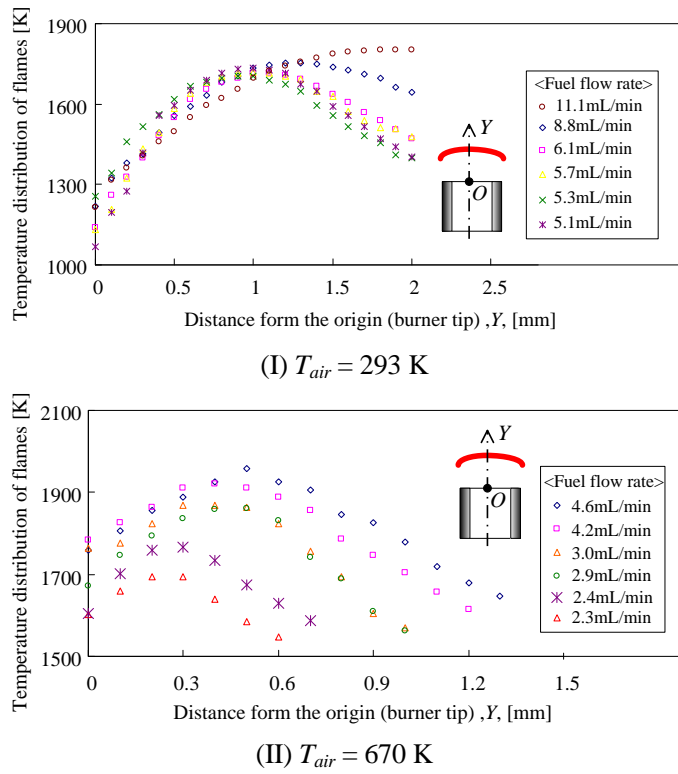 Temperature distribution of flames [K]
1900
1600
1300
1000
0
0.5
1
1.5
2
2.5
Distance form the origin (burner tip) ,Y, [mm]
Y
O
<Fuel flow rate>
11.1mL/min
8.8mL/min
6.1mL/min
5.7mL/min
5.3mL/min
5.1mL/min
(I) Tair = 293 K
Temperature distribution of flames [K]
2100
1900
1700
1500
0
0.3
0.6
0.9
1.2
1.5
Distance form the origin (burner tip) ,Y, [mm]
Y
O
<Fuel flow rate>
4.6mL/min
4.2mL/min
3.0mL/min
2.9mL/min
2.4mL/min
2.3mL/min
(II) Tair = 670 K